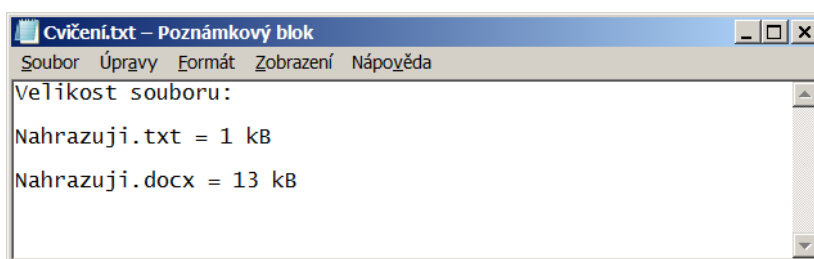 Cvičení.txt – Poznámkový blok
Soubor Úpravy Formát Zobrazení Nápověda
Velikost souboru:
Nahrazuji.txt = 1 kB
Nahrazuji.docx = 13 kB